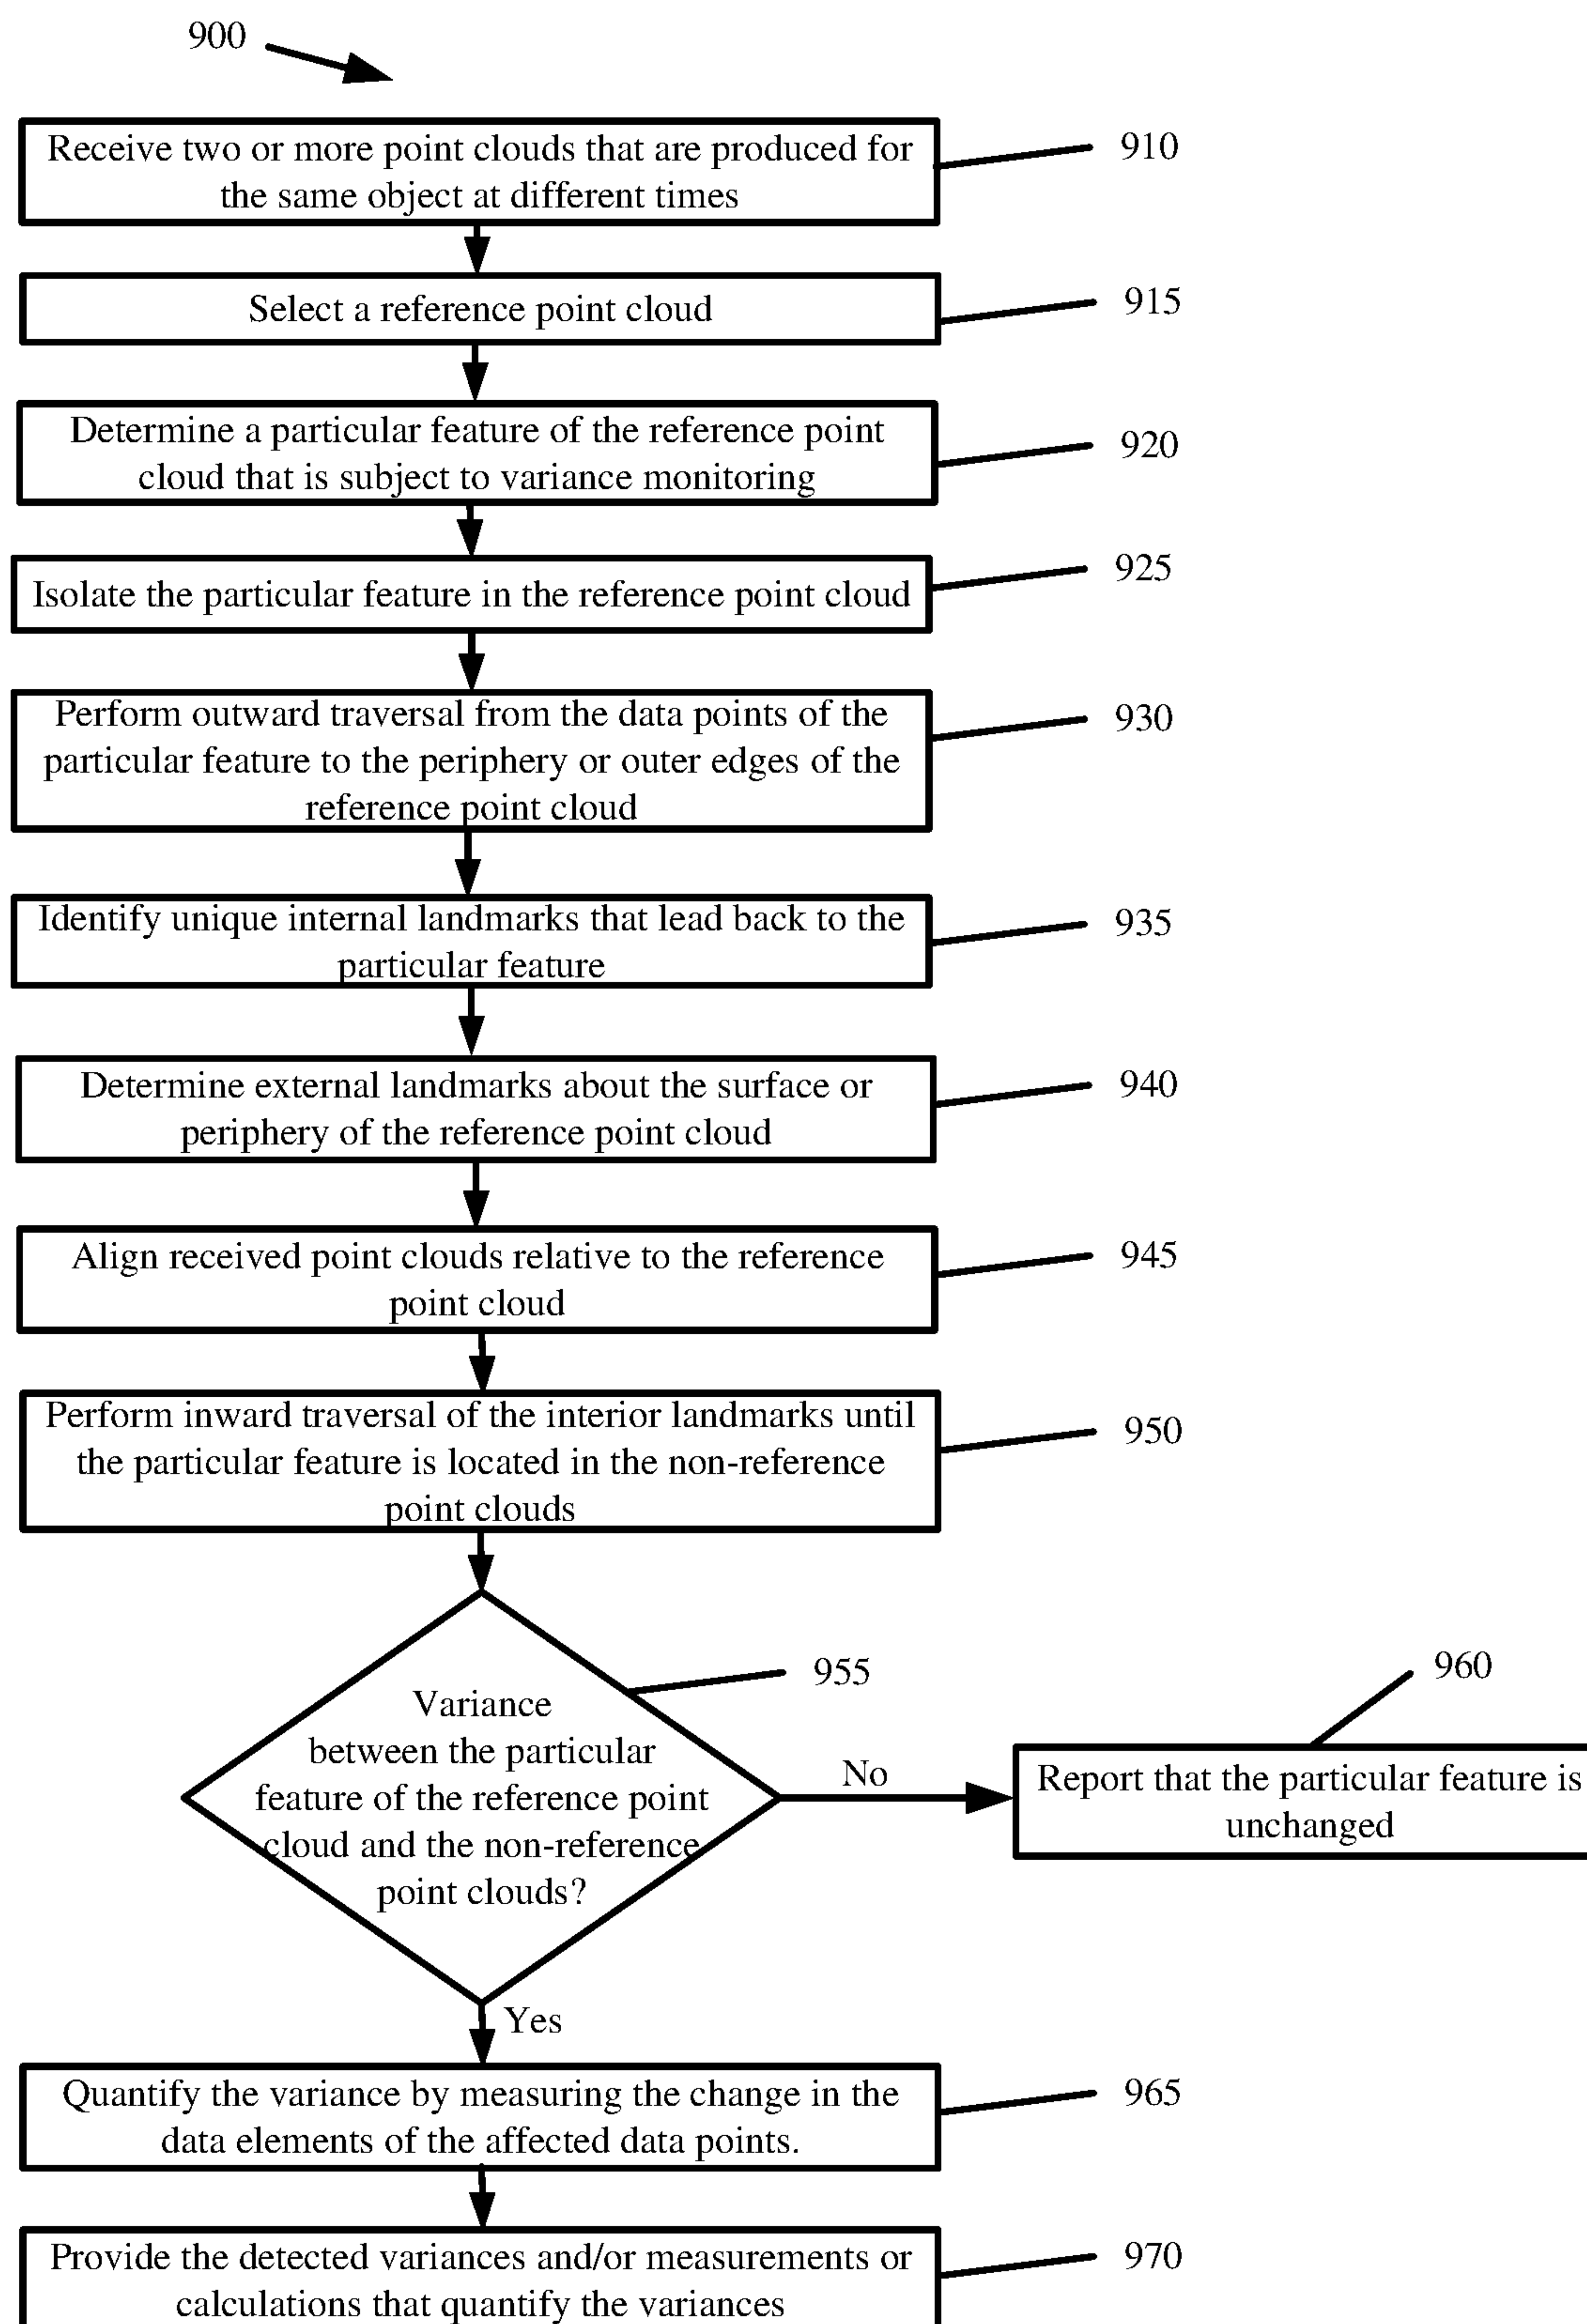 900
Receive two or more point clouds that are produced for
the same object at different times
910
Select a reference point cloud
915
Determine a particular feature of the reference point
cloud that is subject to variance monitoring
920
Isolate the particular feature in the reference point cloud
925
Perform outward traversal from the data points of the
particular feature to the periphery or outer edges of the
reference point cloud
930
Identify unique internal landmarks that lead back to the
particular feature
935
Determine external landmarks about the surface or
periphery of the reference point cloud
940
Align received point clouds relative to the reference
point cloud
945
Perform inward traversal of the interior landmarks until
the particular feature is located in the non-reference
point clouds
950
Variance
between the particular
feature of the reference point
cloud and the non-reference
point clouds?
955
No
960
Report that the particular feature is
unchanged
Yes
Quantify the variance by measuring the change in the
data elements of the affected data points.
965
Provide the detected variances and/or measurements or
calculations that quantify the variances
970